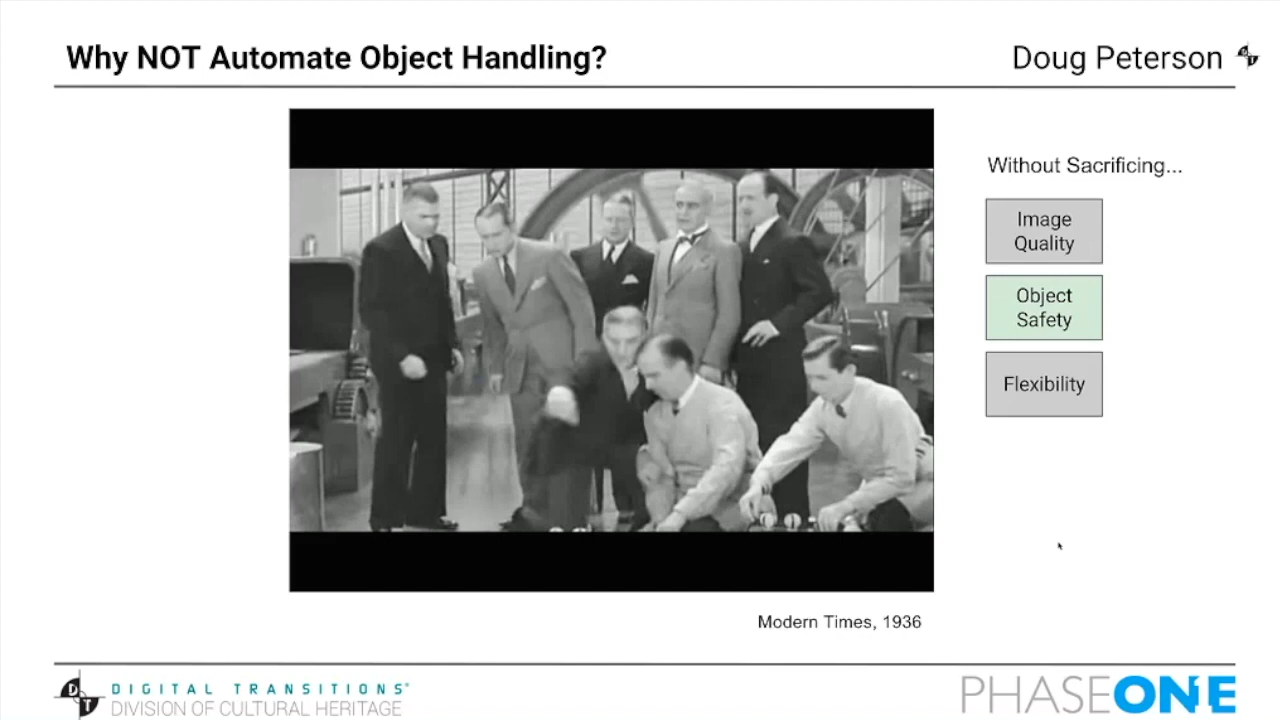 Why NOT Automate Object Handling?
Doug Peterson
Without Sacrificing...
Image
Quality
Object
Safety
Flexibility
Modern Times, 1936
DT
DIGITAL TRANSITIONS
DIVISION OF CULTURAL HERITAGE
PHASEONE